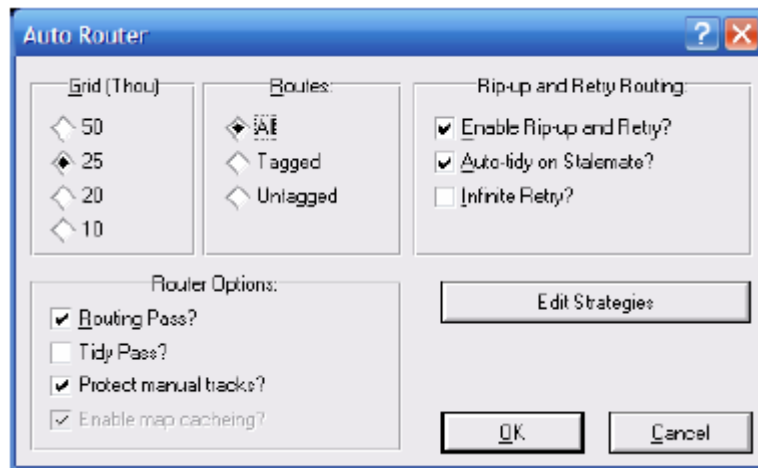 Auto Router
Grid (Thou)
50
25
20
10
Routes:
All
Tagged
Untagged
Rip-up and Retry Routing:
Enable Rip-up and Retry?
Auto-tidy on Stalemate?
Infinite Retry?
Router Options:
Routing Pass?
Tidy Pass?
Protect manual tracks?
Enable map cacheing?
Edit Strategies
OK
Cancel